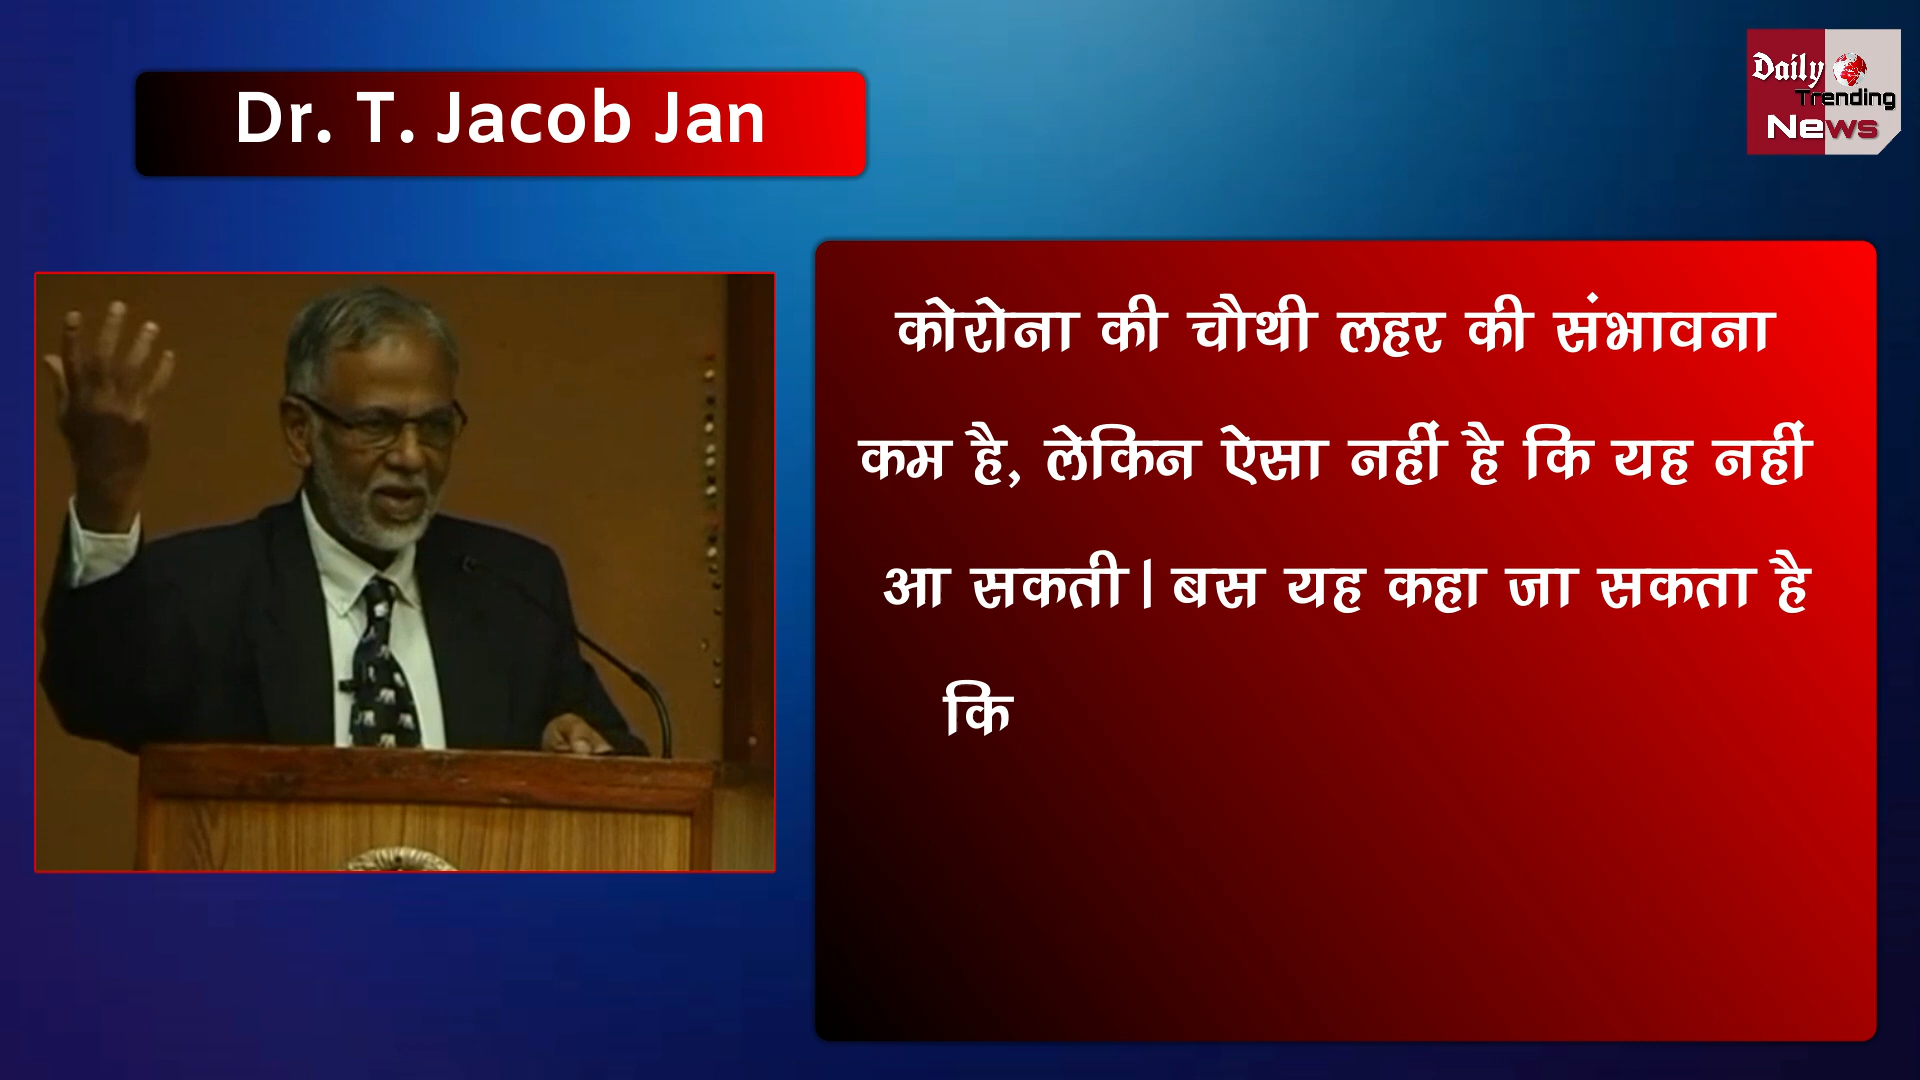 Dr. T. Jacob Jan
Daily
Trending
News
कोरोना की चौथी लहर की संभावना
कम है, लेकिन ऐसा नहीं है कि यह नहीं
आ सकती। बस यह कहा जा सकता है
कि